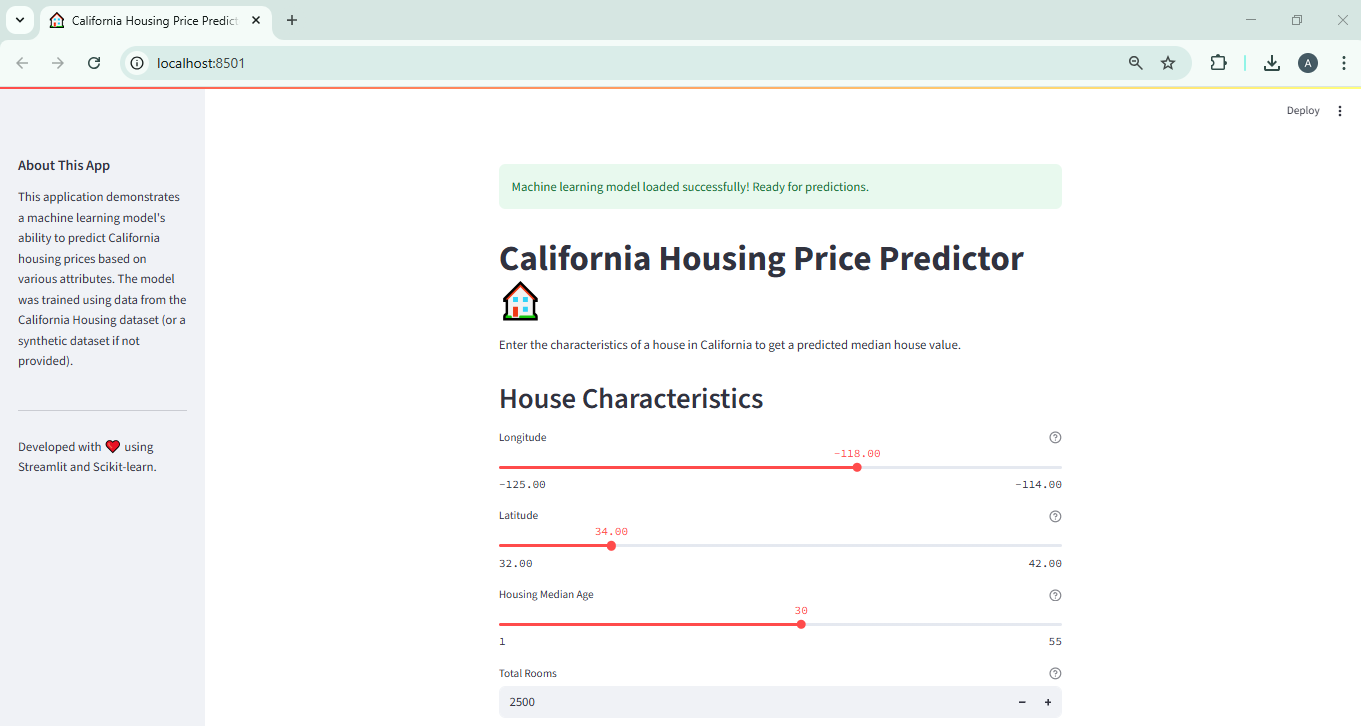 California Housing Price Predict
localhost:8501
A
Deploy
About This App
This application demonstrates
a machine learning model's
ability to predict California
housing prices based on
various attributes. The model
was trained using data from the
California Housing dataset (or a
synthetic dataset if not
provided).
Developed with ❤️ using
Streamlit and Scikit-learn.
Machine learning model loaded successfully! Ready for predictions.
California Housing Price Predictor
Enter the characteristics of a house in California to get a predicted median house value.
House Characteristics
Longitude
-118.00
-125.00 -114.00
Latitude
34.00
32.00 42.00
Housing Median Age
30
1 55
Total Rooms
2500